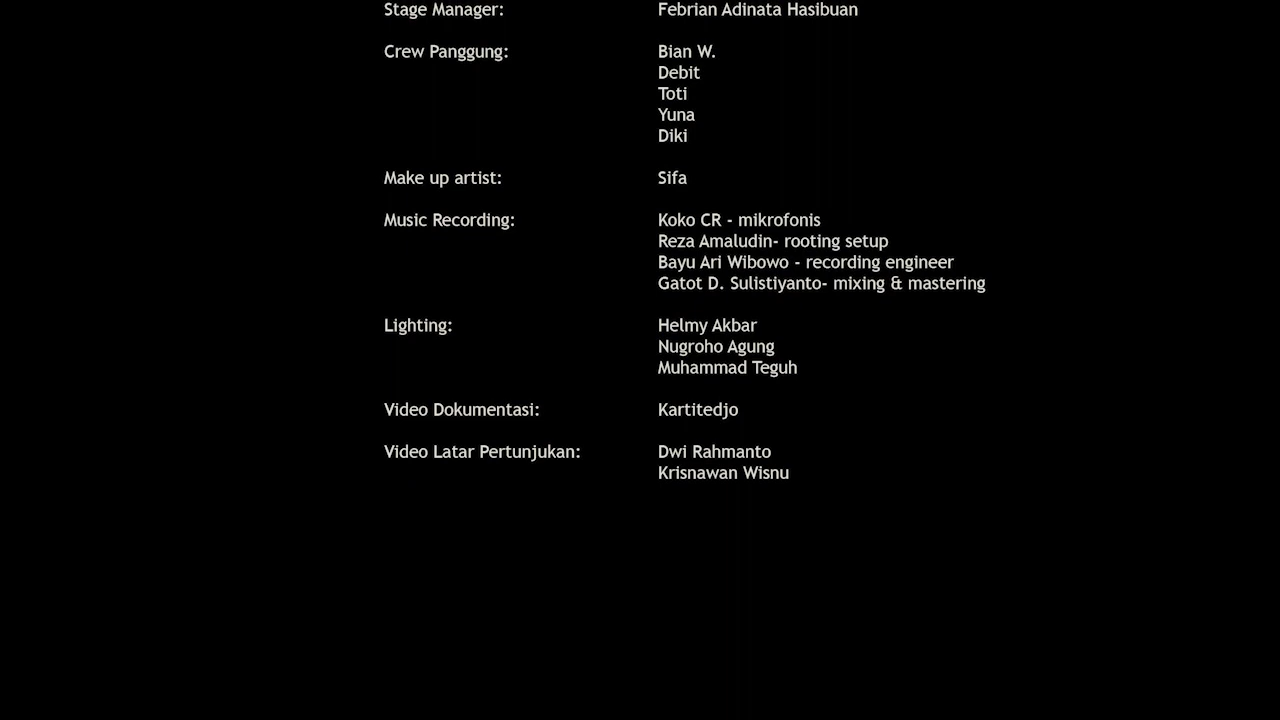 Stage Manager: Febrian Adinata Hasibuan
Crew Panggung: Bian W.
Debit
Toti
Yuna
Diki
Make up artist: Sifa
Music Recording: Koko CR - mikrofonis
Reza Amaludin- rooting setup
Bayu Ari Wibowo - recording engineer
Gatot D. Sulistiyanto- mixing & mastering
Lighting: Helmy Akbar
Nugroho Agung
Muhammad Teguh
Video Dokumentasi: Kartitedjo
Video Latar Pertunjukan: Dwi Rahmanto
Krisnawan Wisnu